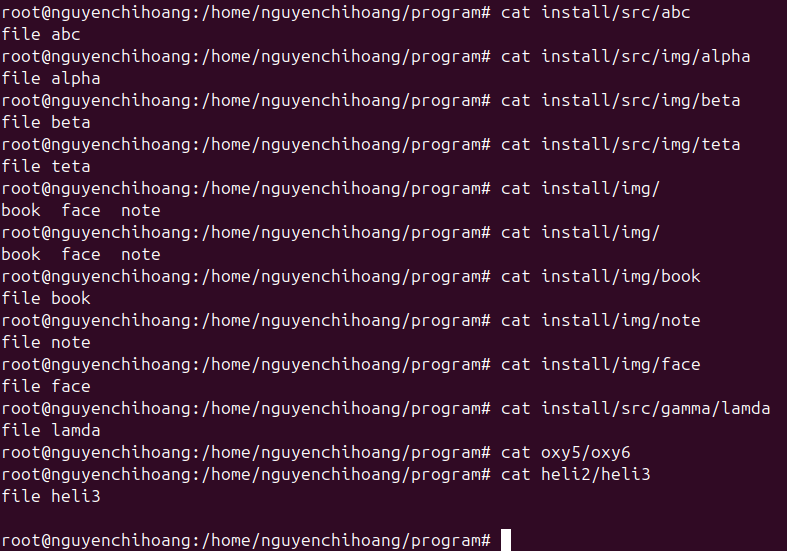 root@nguyenchihoang:/home/nguyenchihoang/program# cat install/src/abc
file abc
root@nguyenchihoang:/home/nguyenchihoang/program# cat install/src/img/alpha
file alpha
root@nguyenchihoang:/home/nguyenchihoang/program# cat install/src/img/beta
file beta
root@nguyenchihoang:/home/nguyenchihoang/program# cat install/src/img/teta
file teta
root@nguyenchihoang:/home/nguyenchihoang/program# cat install/img/
book  face  note
root@nguyenchihoang:/home/nguyenchihoang/program# cat install/img/
book  face  note
root@nguyenchihoang:/home/nguyenchihoang/program# cat install/img/book
file book
root@nguyenchihoang:/home/nguyenchihoang/program# cat install/img/note
file note
root@nguyenchihoang:/home/nguyenchihoang/program# cat install/img/face
file face
root@nguyenchihoang:/home/nguyenchihoang/program# cat install/src/gamma/lamda
file lamda
root@nguyenchihoang:/home/nguyenchihoang/program# cat oxy5/oxy6
root@nguyenchihoang:/home/nguyenchihoang/program# cat heli2/heli3
file heli3
root@nguyenchihoang:/home/nguyenchihoang/program#